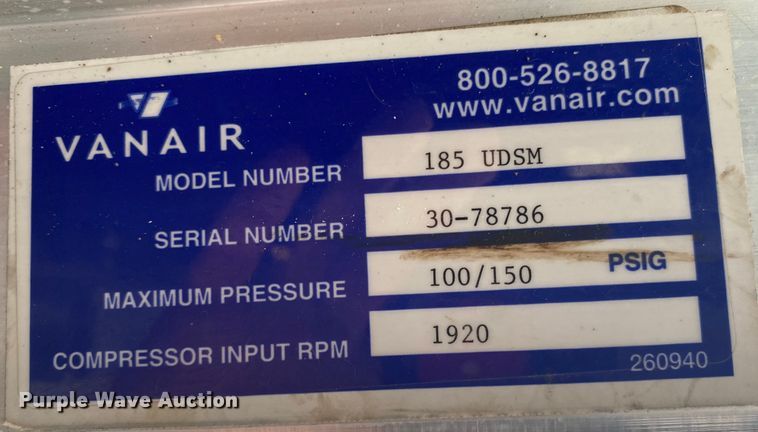 800-526-8817
www.vanair.com
VANAIR
MODEL NUMBER 185 UDSM
SERIAL NUMBER 30-78786
MAXIMUM PRESSURE 100/150 PSIG
COMPRESSOR INPUT RPM 1920
260940
Purple Wave Auction